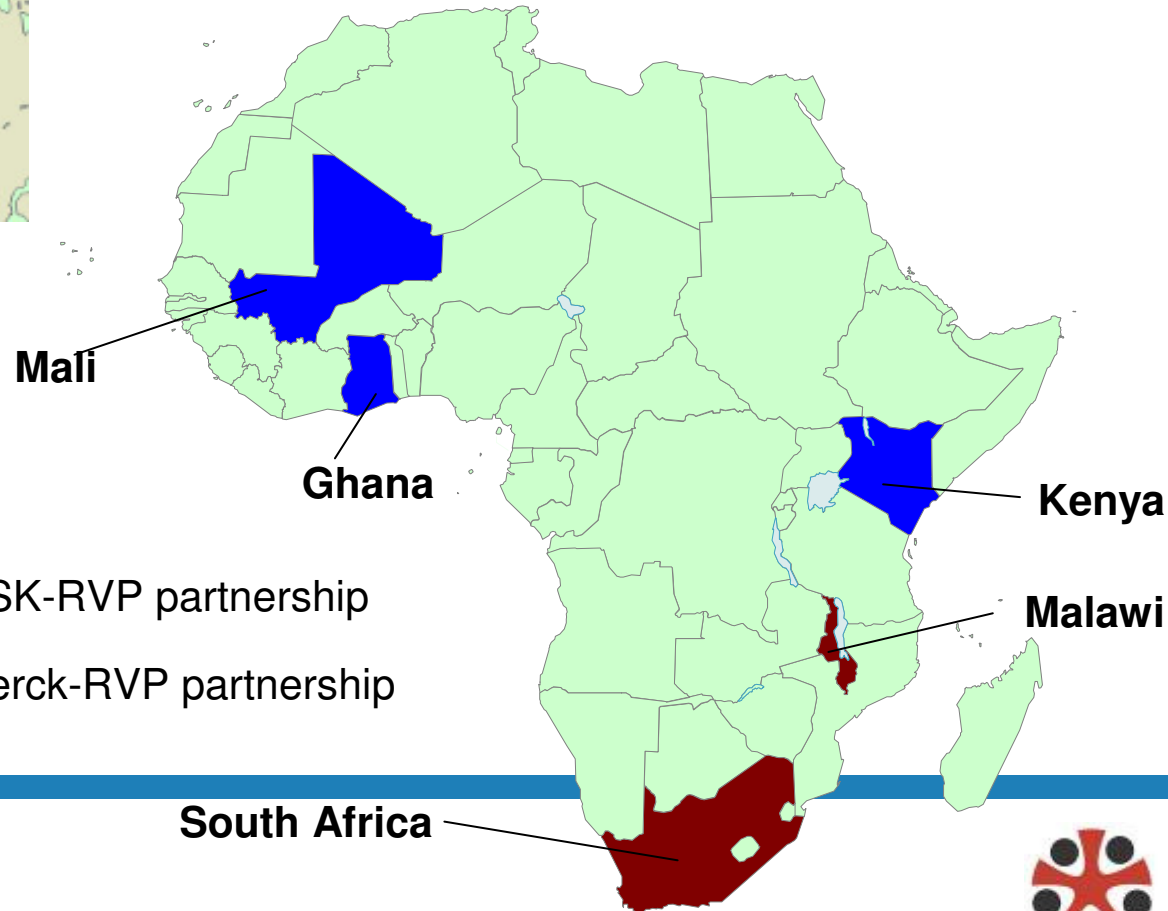 Mali
Ghana
Kenya
SK-RVP partnership
Malawi
erck-RVP partnership
South Africa